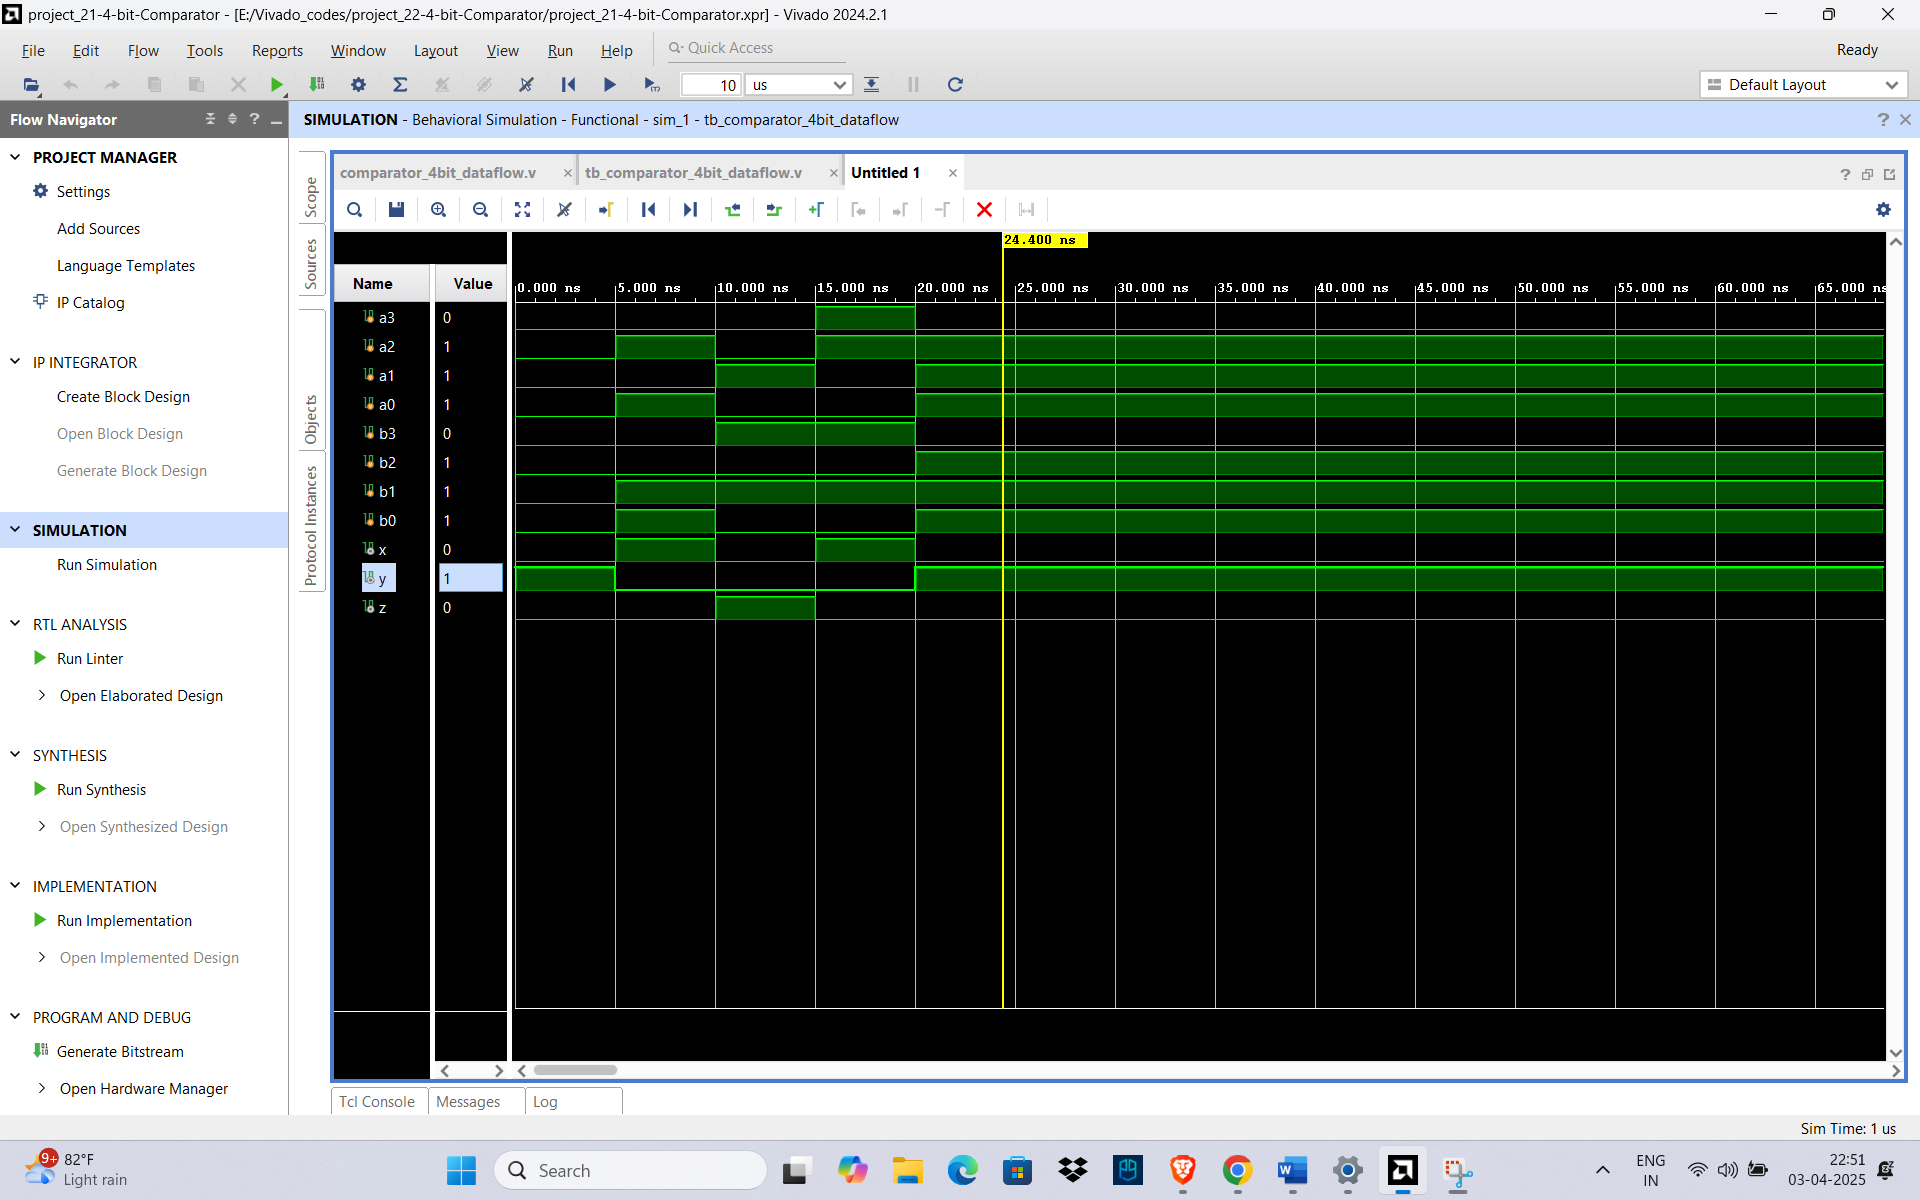 project_21-4-bit-Comparator - [E:/Vivado_codes/project_22-4-bit-Comparator/project_21-4-bit-Comparator.xpr] - Vivado 2024.2.1
File Edit Flow Tools Reports Window Layout View Run Help Quick Access Ready
10 us Default Layout
Flow Navigator
SIMULATION - Behavioral Simulation - Functional - sim_1 - tb_comparator_4bit_dataflow
PROJECT MANAGER
Settings
Add Sources
Language Templates
IP Catalog
IP INTEGRATOR
Create Block Design
Open Block Design
Generate Block Design
SIMULATION
Run Simulation
RTL ANALYSIS
Run Linter
Open Elaborated Design
SYNTHESIS
Run Synthesis
Open Synthesized Design
IMPLEMENTATION
Run Implementation
Open Implemented Design
PROGRAM AND DEBUG
Generate Bitstream
Open Hardware Manager
Scope
Sources
Objects
Protocol Instances
comparator_4bit_dataflow.v tb_comparator_4bit_dataflow.v Untitled 1
24.400 ns
Name Value
0.000 ns 5.000 ns 10.000 ns 15.000 ns 20.000 ns 25.000 ns 30.000 ns 35.000 ns 40.000 ns 45.000 ns 50.000 ns 55.000 ns 60.000 ns 65.000 ns
a3 0
a2 1
a1 1
a0 1
b3 0
b2 1
b1 1
b0 1
x 0
y 1
z 0
Tcl Console Messages Log
Sim Time: 1 us
9+ 82°F
Light rain
Search
ENG
IN
22:51
03-04-2025